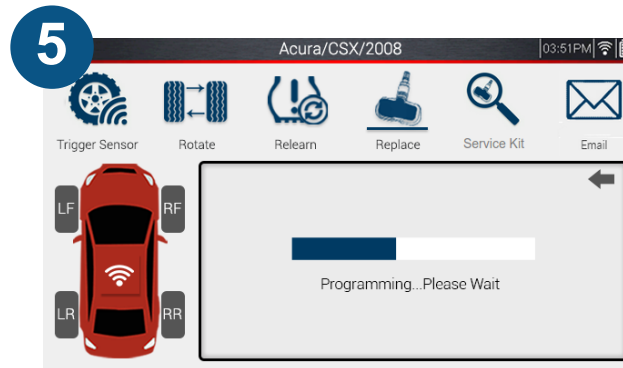 5
Acura/CSX/2008
03:51PM
Trigger Sensor
Rotate
Relearn
Replace
Service Kit
Email
LF
RF
LR
RR
Programming...Please Wait